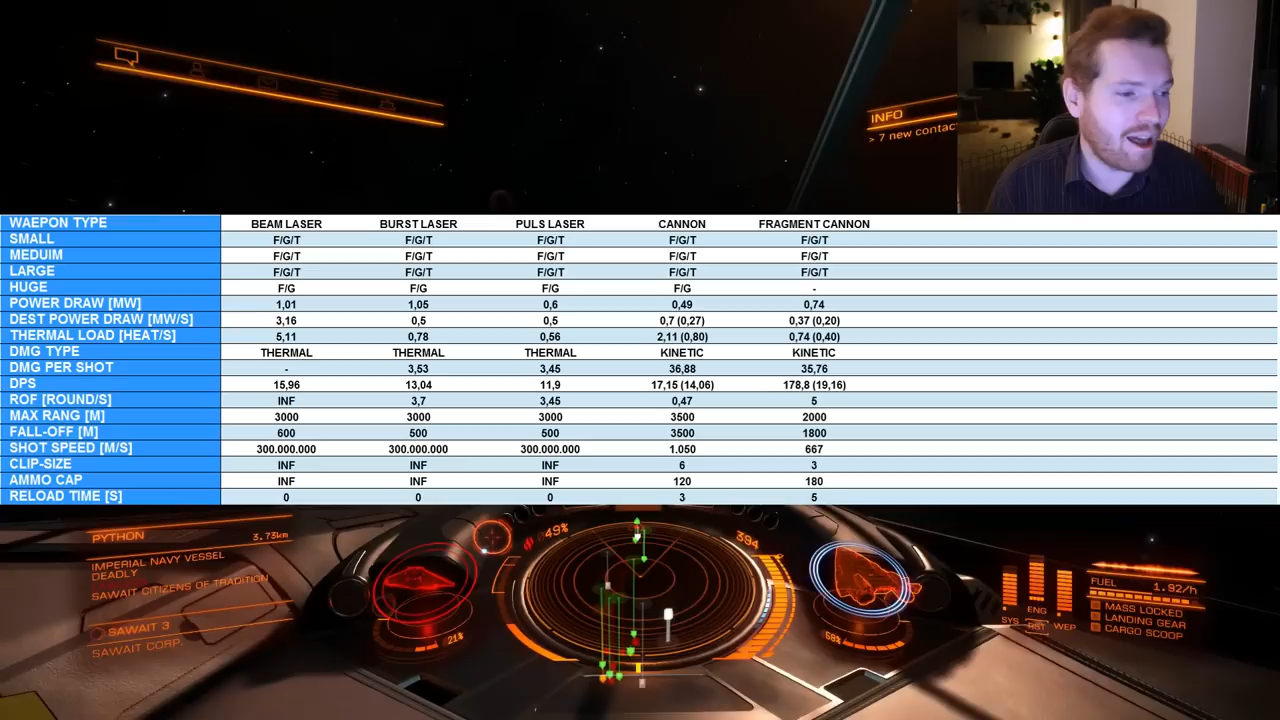 INFO
> 7 new contac
WAEPON TYPE BEAM LASER BURST LASER PULS LASER CANNON FRAGMENT CANNON
SMALL F/G/T F/G/T F/G/T F/G/T F/G/T
MEDUIM F/G/T F/G/T F/G/T F/G/T F/G/T
LARGE F/G/T F/G/T F/G/T F/G/T F/G/T
HUGE F/G F/G F/G F/G -
POWER DRAW [MW] 1,01 1,05 0,6 0,49 0,74
DEST POWER DRAW [MW/S] 3,16 0,5 0,5 0,7 (0,27) 0,37 (0,20)
THERMAL LOAD [HEAT/S] 5,11 0,78 0,56 2,11 (0,80) 0,74 (0,40)
DMG TYPE THERMAL THERMAL THERMAL KINETIC KINETIC
DMG PER SHOT - 3,53 3,45 36,88 35,76
DPS 15,96 13,04 11,9 17,15 (14,06) 178,8 (19,16)
ROF [ROUND/S] INF 3,7 3,45 0,47 5
MAX RANG [M] 3000 3000 3000 3500 2000
FALL-OFF [M] 600 500 500 3500 1800
SHOT SPEED [M/S] 300.000.000 300.000.000 300.000.000 1.050 667
CLIP-SIZE INF INF INF 6 3
AMMO CAP INF INF INF 120 180
RELOAD TIME [S] 0 0 0 3 5
PYTHON 3.73km
IMPERIAL NAVY VESSEL
DEADLY
SAWAIT CITIZENS OF TRADITION
SAWAIT 3
SAWAIT CORP.
49%
394
21%
68%
SYS ENG RST WEP
FUEL 1.92/h
MASS LOCKED
LANDING GEAR
CARGO SCOOP